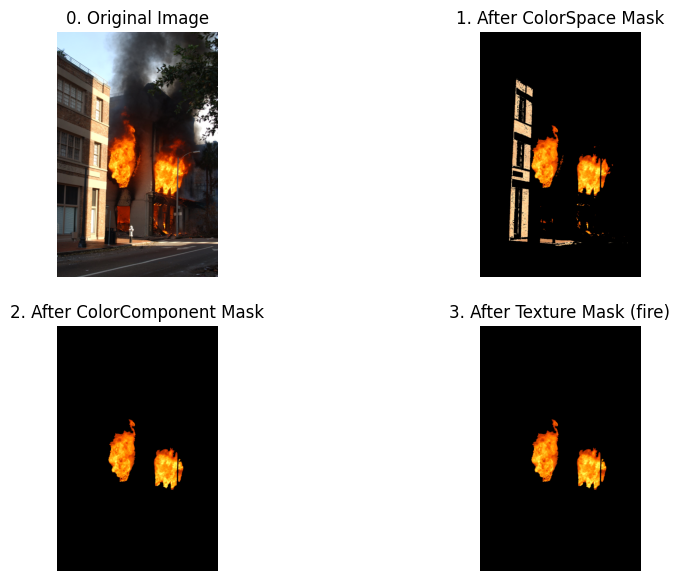 0. Original Image
1. After ColorSpace Mask
2. After ColorComponent Mask
3. After Texture Mask (fire)